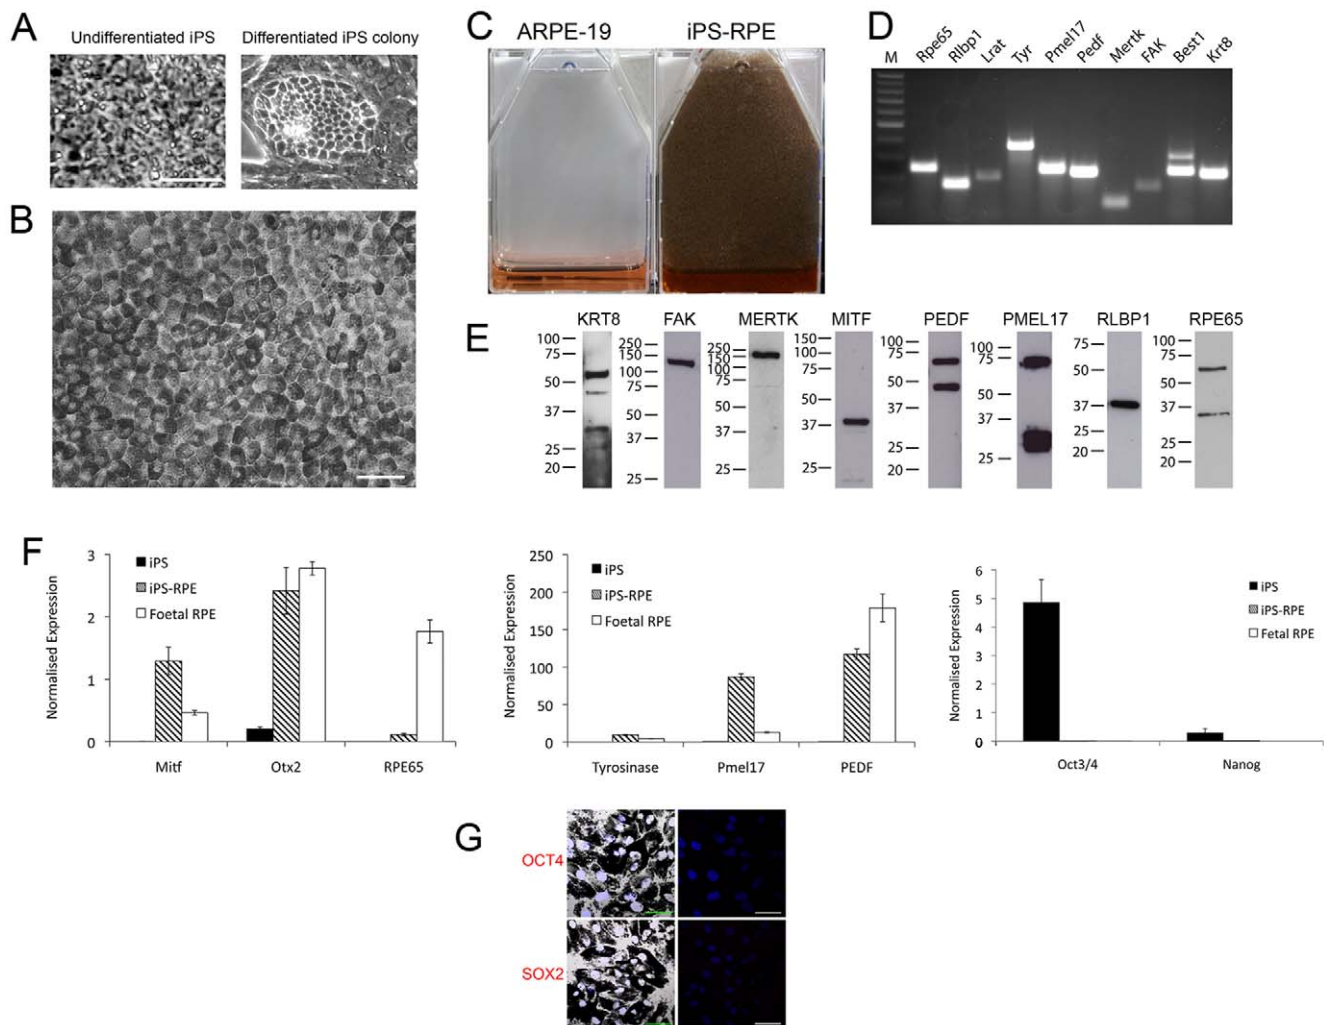 A
Undifferentiated iPS
Differentiated iPS colony
B
C
ARPE-19
iPS-RPE
D
M
Rpe65
Rlbp1
Lrat
Tyr
Pmel17
Pedf
Mertk
FAK
Best1
Krt8
E
KRT8
100
75
50
37
25
20
FAK
250
150
100
75
50
37
25
MERTK
250
150
100
75
50
37
25
MITF
150
100
75
50
37
25
PEDF
100
75
50
37
25
20
PMEL17
100
75
50
37
25
RLBP1
100
75
50
37
25
20
RPE65
100
75
50
37
25
20
F
Normalised Expression
3
2
1
0
iPS
iPS-RPE
Foetal RPE
Mitf
Otx2
RPE65
Normalised Expression
250
200
150
100
50
0
iPS
iPS-RPE
Foetal RPE
Tyrosinase
Pmel17
PEDF
Normalised Expression
6
5
4
3
2
1
0
iPS
iPS-RPE
Fetal RPE
Oct3/4
Nanog
G
OCT4
SOX2